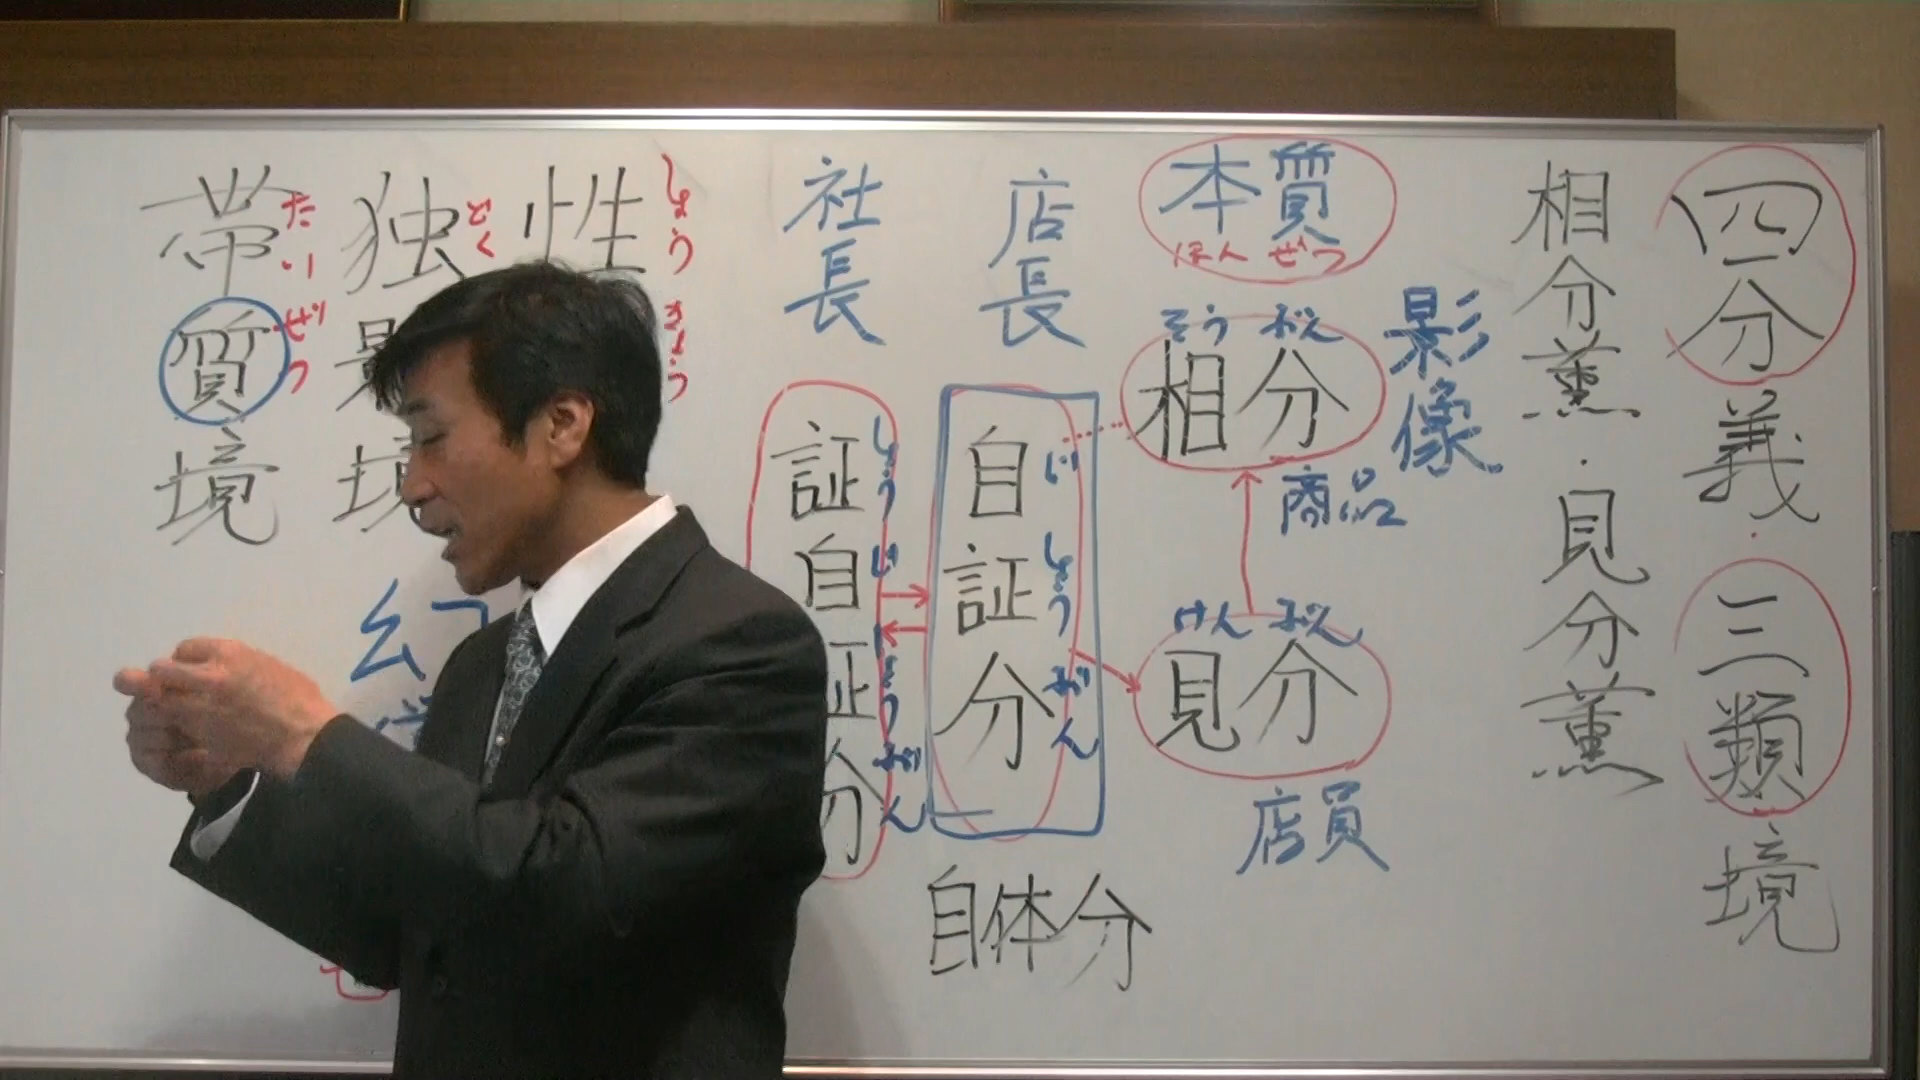 四分義・三類境
相分薫・見分薫
本質
ほんぜつ
影像
そうぶん
相分
商品
けんぶん
見分
店員
店長
自証分
じしょうぶん
自体分
社長
証自証分
しょうじしょうぶん
性
しょうきょう
独影境
どく
帯質境
たいぜつ
幻